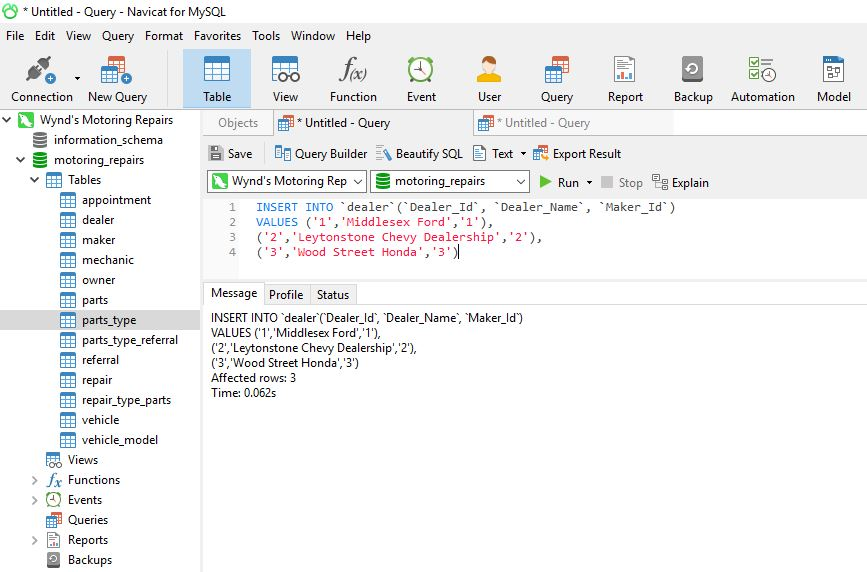 * Untitled - Query - Navicat for MySQL
File Edit View Query Format Favorites Tools Window Help
Connection New Query Table View Function Event User Query Report Backup Automation Model
f(x)
Wynd's Motoring Repairs
information_schema
motoring_repairs
Tables
appointment
dealer
maker
mechanic
owner
parts
parts_type
parts_type_referral
referral
repair
repair_type_parts
vehicle
vehicle_model
Views
fx Functions
Events
Queries
Reports
Backups
Objects * Untitled - Query * Untitled - Query
Save Query Builder Beautify SQL Text Export Result
Wynd's Motoring Rep motoring_repairs Run Stop Explain
1 INSERT INTO `dealer`(`Dealer_Id`, `Dealer_Name`, `Maker_Id`)
2 VALUES ('1','Middlesex Ford','1'),
3 ('2','Leytonstone Chevy Dealership','2'),
4 ('3','Wood Street Honda','3')
Message Profile Status
INSERT INTO `dealer`(`Dealer_Id`, `Dealer_Name`, `Maker_Id`)
VALUES ('1','Middlesex Ford','1'),
('2','Leytonstone Chevy Dealership','2'),
('3','Wood Street Honda','3')
Affected rows: 3
Time: 0.062s